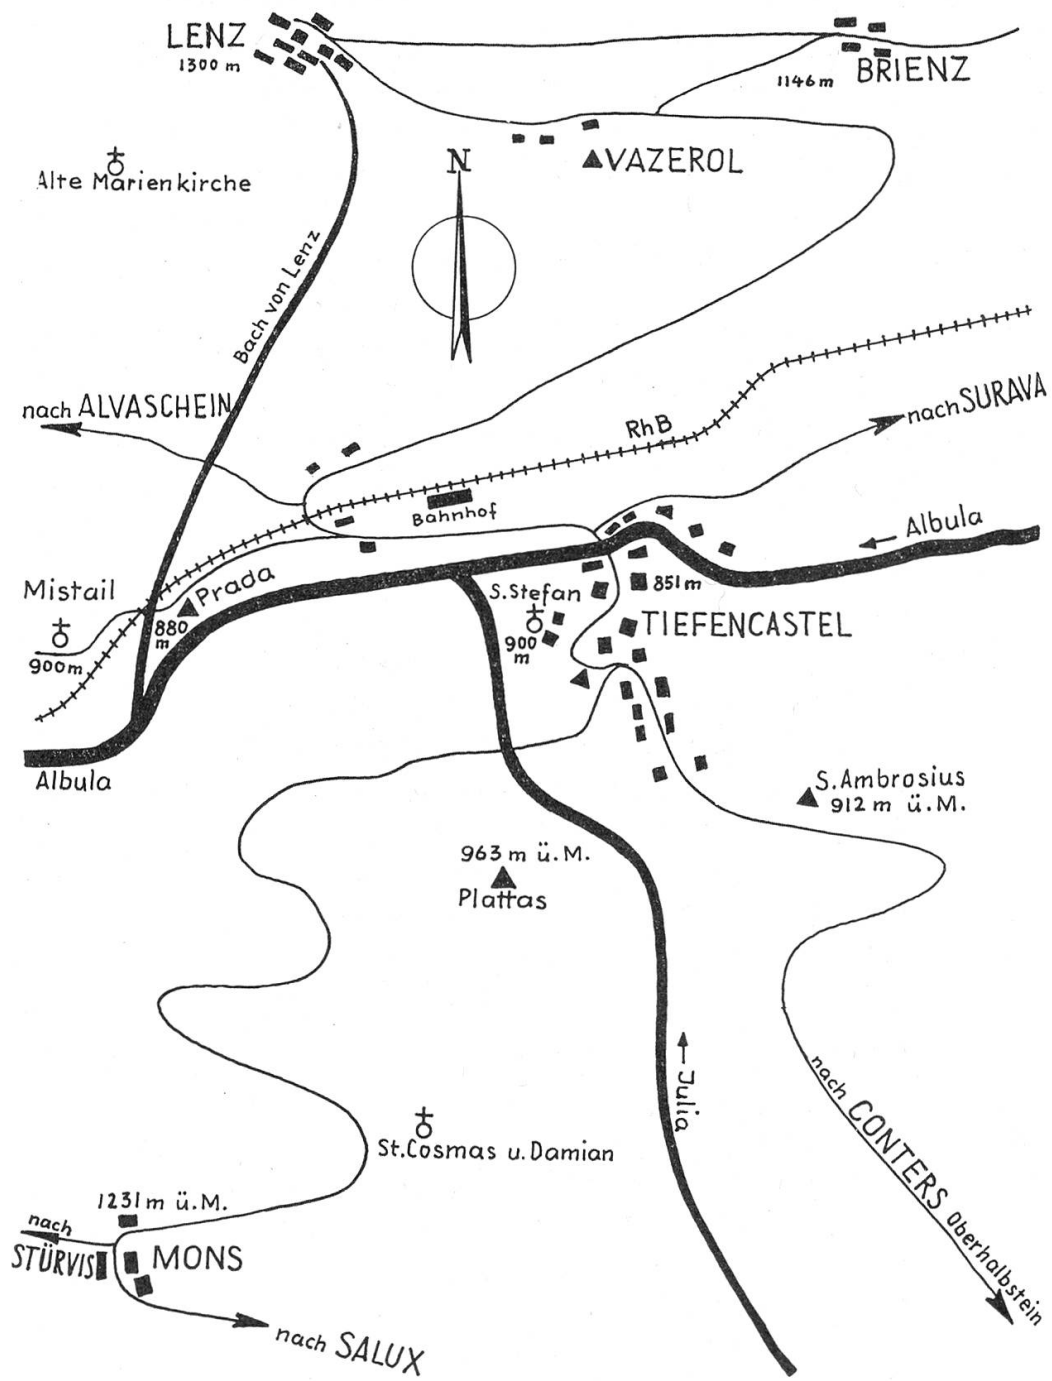 LENZ
1300 m
BRIENZ
1146 m
VAZEROL
Alte Marienkirche
N
Bach von Lenz
nach ALVASCHEIN
nach SURAVA
RhB
Bahnhof
Albula
Mistail
900 m
Prada
880
m
S. Stefan
900
m
851 m
TIEFENCASTEL
Albula
S. Ambrosius
912 m ü. M.
963 m ü. M.
Plattas
Julia
nach CONTERS Oberhalbstein
St. Cosmas u. Damian
1231 m ü. M.
nach
STÜRVIS
MONS
nach SALUX